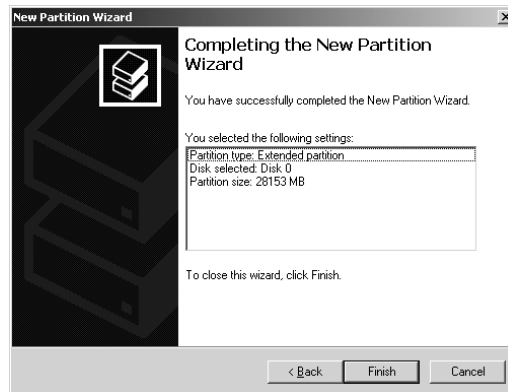 New Partition Wizard
Completing the New Partition
Wizard
You have successfully completed the New Partition Wizard.
You selected the following settings:
Partition type: Extended partition
Disk selected: Disk 0
Partition size: 28153 MB
To close this wizard, click Finish.
< Back
Finish
Cancel